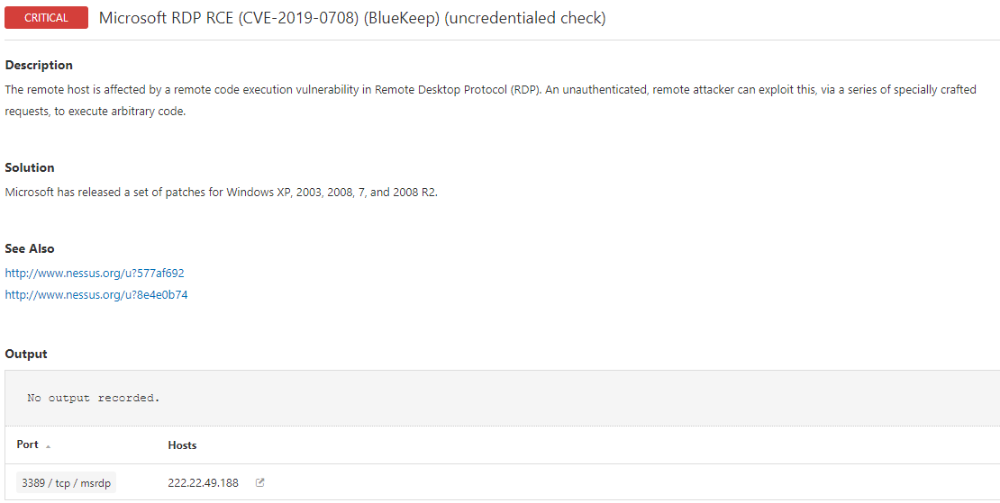 CRITICAL Microsoft RDP RCE (CVE-2019-0708) (BlueKeep) (uncredentialed check)
Description
The remote host is affected by a remote code execution vulnerability in Remote Desktop Protocol (RDP). An unauthenticated, remote attacker can exploit this, via a series of specially crafted
requests, to execute arbitrary code.
Solution
Microsoft has released a set of patches for Windows XP, 2003, 2008, 7, and 2008 R2.
See Also
http://www.nessus.org/u?577af692
http://www.nessus.org/u?8e4e0b74
Output
No output recorded.
Port Hosts
3389 / tcp / msrdp 222.22.49.188